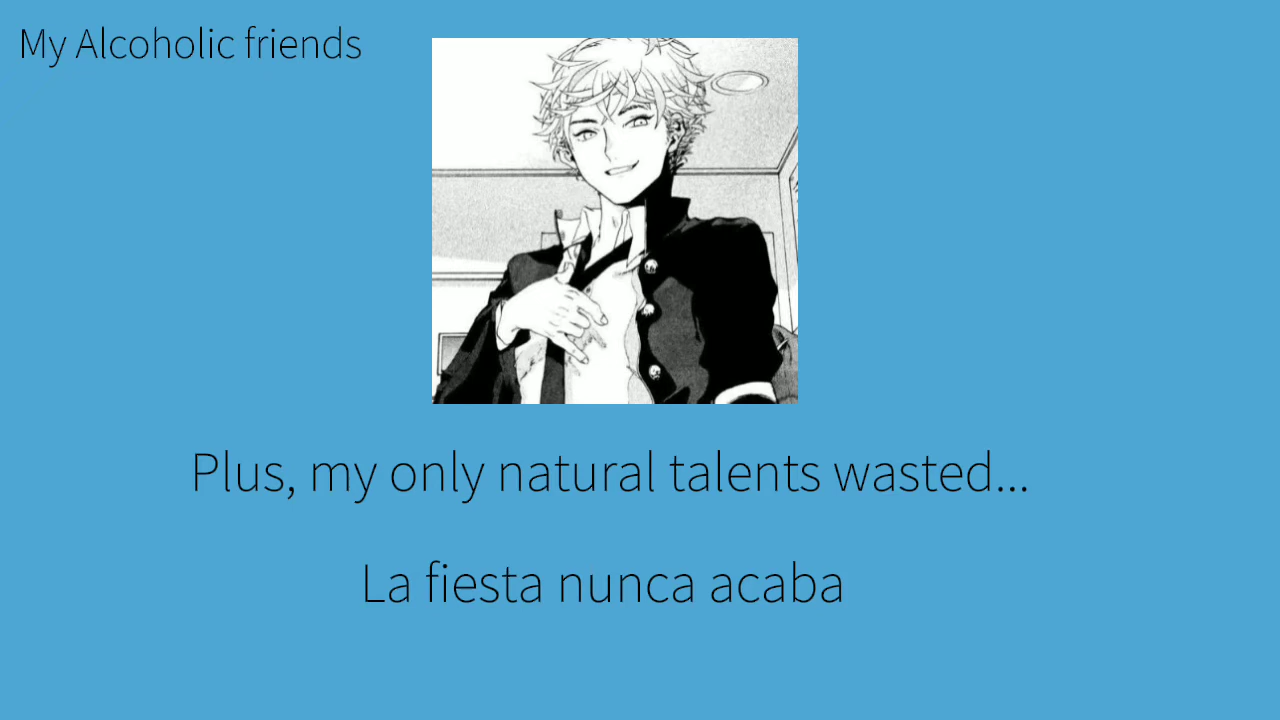 My Alcoholic friends
Plus, my only natural talents wasted...
La fiesta nunca acaba